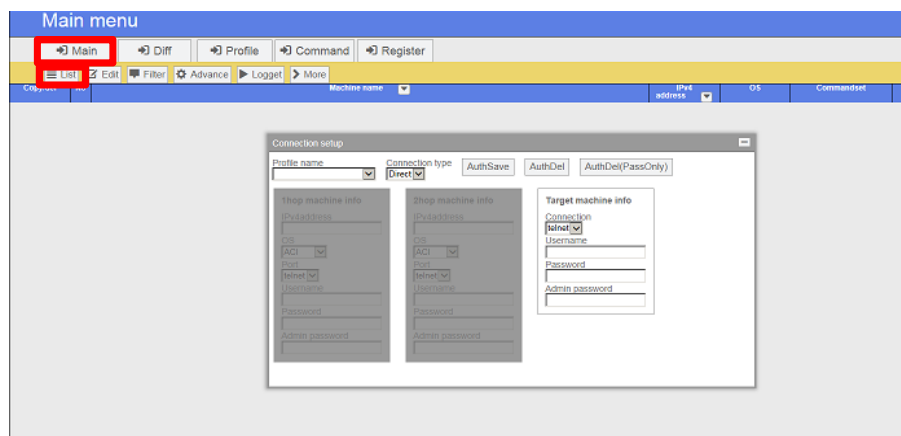 Main menu
Main Diff Profile Command Register
List Edit Filter Advance Logget More
Machine name IPv4 address OS Commandset
Connection setup
Profile name Connection type
Direct AuthSave AuthDel AuthDel(PassOnly)
1hop machine info 2hop machine info Target machine info
IPv4address IPv4address Connection
telnet
OS OS Username
ACI ACI
Port Port Password
telnet telnet
Username Username Admin password
Password Password
Admin password Admin password